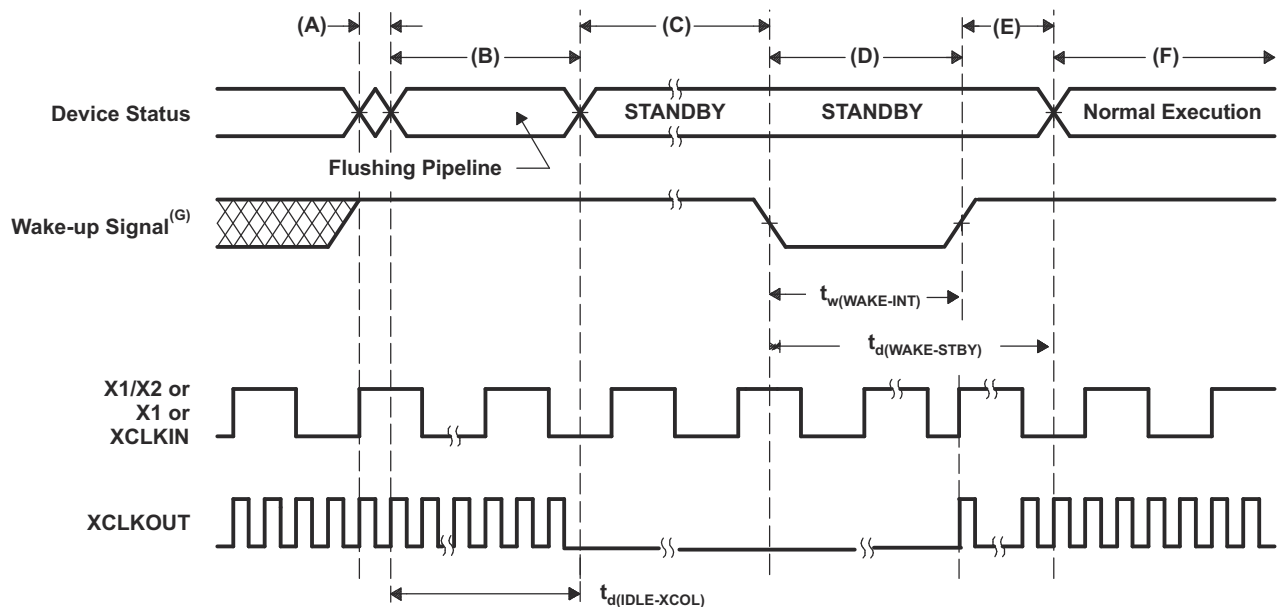 (A)
(C)
(E)
(B)
(D)
(F)
Device Status
STANDBY
STANDBY
Normal Execution
Flushing Pipeline
Wake-up Signal(G)
tw(WAKE-INT)
td(WAKE-STBY)
X1/X2 or
X1 or
XCLKIN
XCLKOUT
td(IDLE-XCOL)